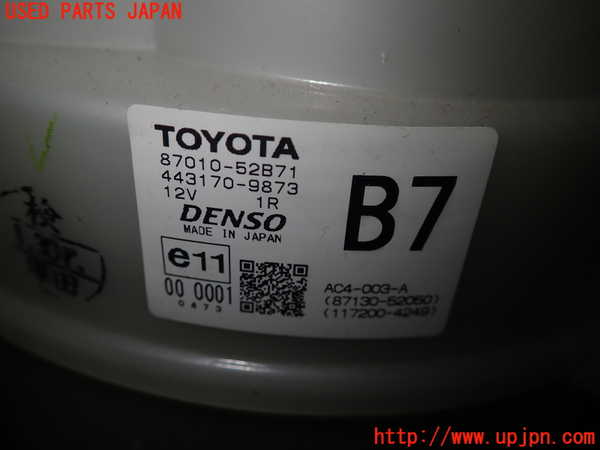 USED PARTS JAPAN
TOYOTA
87010-52B71
443170-9873
12V 1R
DENSO
MADE IN JAPAN
B7
e11
00 0001
0473
AC4-003-A
(87130-52050)
(117200-4249)
検
http://www.upjpn.com/